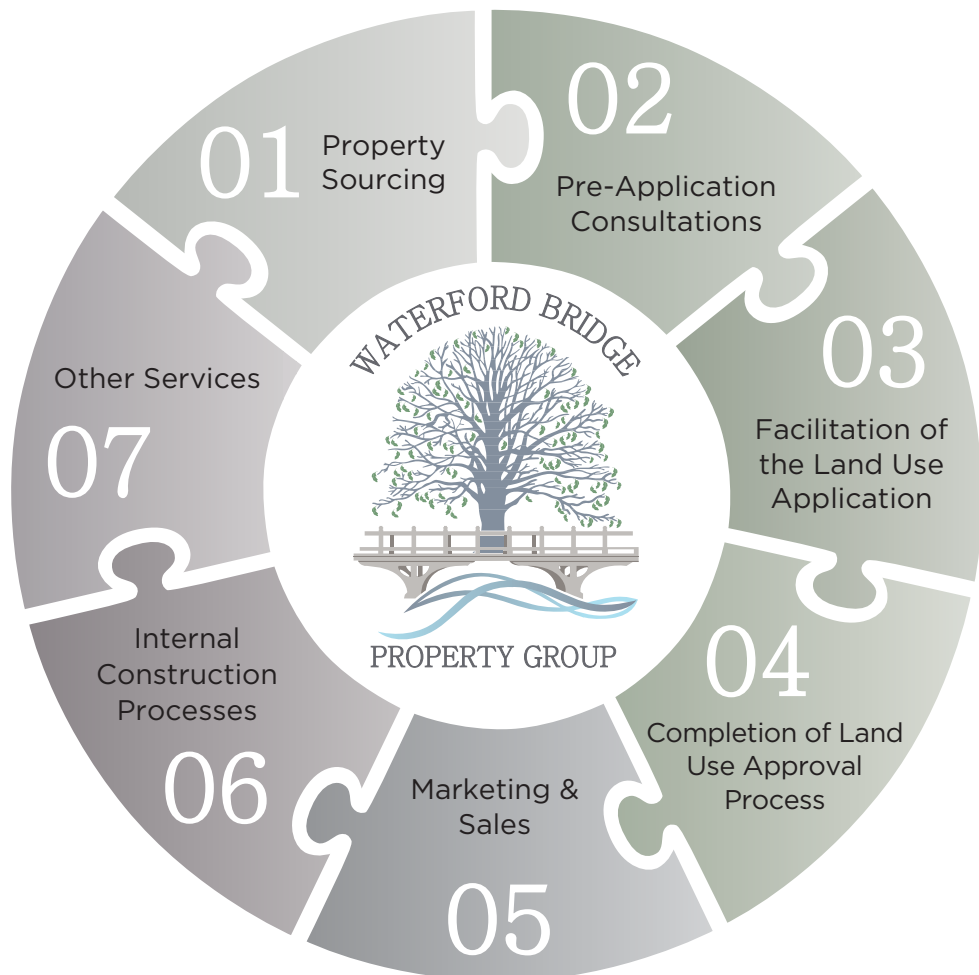 01
Property
Sourcing
02
Pre-Application
Consultations
03
Facilitation of
the Land Use
Application
04
Completion of Land
Use Approval
Process
05
Marketing &
Sales
Internal
Construction
Processes
06
Other Services
07
WATERFORD BRIDGE
PROPERTY GROUP